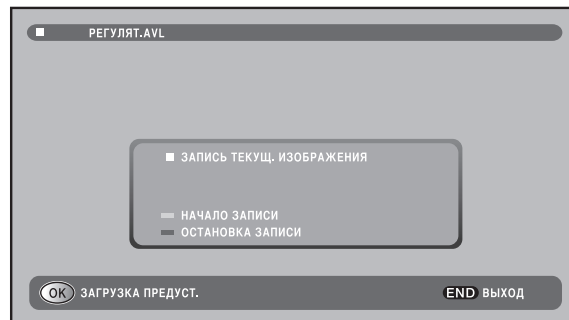 РЕГУЛЯТ.AVL
ЗАПИСЬ ТЕКУЩ. ИЗОБРАЖЕНИЯ
НАЧАЛО ЗАПИСИ
ОСТАНОВКА ЗАПИСИ
OK ЗАГРУЗКА ПРЕДУСТ. END ВЫХОД